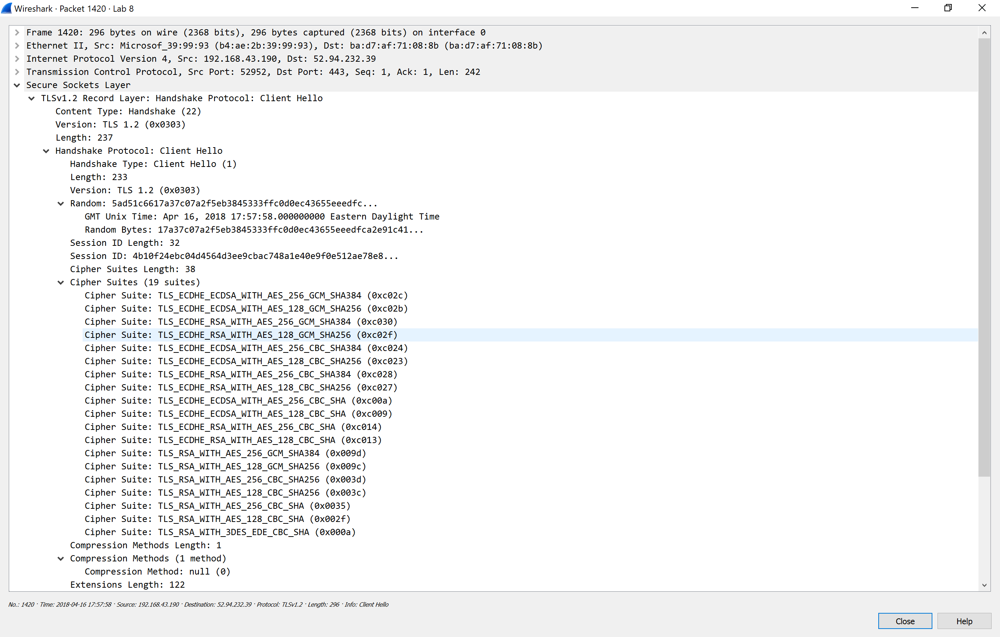 Wireshark · Packet 1420 · Lab 8
Frame 1420: 296 bytes on wire (2368 bits), 296 bytes captured (2368 bits) on interface 0
Ethernet II, Src: Microsof_39:99:93 (b4:ae:2b:39:99:93), Dst: ba:d7:af:71:08:8b (ba:d7:af:71:08:8b)
Internet Protocol Version 4, Src: 192.168.43.190, Dst: 52.94.232.39
Transmission Control Protocol, Src Port: 52952, Dst Port: 443, Seq: 1, Ack: 1, Len: 242
Secure Sockets Layer
TLSv1.2 Record Layer: Handshake Protocol: Client Hello
Content Type: Handshake (22)
Version: TLS 1.2 (0x0303)
Length: 237
Handshake Protocol: Client Hello
Handshake Type: Client Hello (1)
Length: 233
Version: TLS 1.2 (0x0303)
Random: 5ad51c6617a37c07a2f5eb3845333ffc0d0ec43655eeedfc...
GMT Unix Time: Apr 16, 2018 17:57:58.000000000 Eastern Daylight Time
Random Bytes: 17a37c07a2f5eb3845333ffc0d0ec43655eeedfca2e91c41...
Session ID Length: 32
Session ID: 4b10f24ebc04d4564d3ee9cbac748a1e40e9f0e512ae78e8...
Cipher Suites Length: 38
Cipher Suites (19 suites)
Cipher Suite: TLS_ECDHE_ECDSA_WITH_AES_256_GCM_SHA384 (0xc02c)
Cipher Suite: TLS_ECDHE_ECDSA_WITH_AES_128_GCM_SHA256 (0xc02b)
Cipher Suite: TLS_ECDHE_RSA_WITH_AES_256_GCM_SHA384 (0xc030)
Cipher Suite: TLS_ECDHE_RSA_WITH_AES_128_GCM_SHA256 (0xc02f)
Cipher Suite: TLS_ECDHE_ECDSA_WITH_AES_256_CBC_SHA384 (0xc024)
Cipher Suite: TLS_ECDHE_ECDSA_WITH_AES_128_CBC_SHA256 (0xc023)
Cipher Suite: TLS_ECDHE_RSA_WITH_AES_256_CBC_SHA384 (0xc028)
Cipher Suite: TLS_ECDHE_RSA_WITH_AES_128_CBC_SHA256 (0xc027)
Cipher Suite: TLS_ECDHE_ECDSA_WITH_AES_256_CBC_SHA (0xc00a)
Cipher Suite: TLS_ECDHE_ECDSA_WITH_AES_128_CBC_SHA (0xc009)
Cipher Suite: TLS_ECDHE_RSA_WITH_AES_256_CBC_SHA (0xc014)
Cipher Suite: TLS_ECDHE_RSA_WITH_AES_128_CBC_SHA (0xc013)
Cipher Suite: TLS_RSA_WITH_AES_256_GCM_SHA384 (0x009d)
Cipher Suite: TLS_RSA_WITH_AES_128_GCM_SHA256 (0x009c)
Cipher Suite: TLS_RSA_WITH_AES_256_CBC_SHA256 (0x003d)
Cipher Suite: TLS_RSA_WITH_AES_128_CBC_SHA256 (0x003c)
Cipher Suite: TLS_RSA_WITH_AES_256_CBC_SHA (0x0035)
Cipher Suite: TLS_RSA_WITH_AES_128_CBC_SHA (0x002f)
Cipher Suite: TLS_RSA_WITH_3DES_EDE_CBC_SHA (0x000a)
Compression Methods Length: 1
Compression Methods (1 method)
Compression Method: null (0)
Extensions Length: 122
No.: 1420 · Time: 2018-04-16 17:57:58 · Source: 192.168.43.190 · Destination: 52.94.232.39 · Protocol: TLSv1.2 · Length: 296 · Info: Client Hello
Close
Help